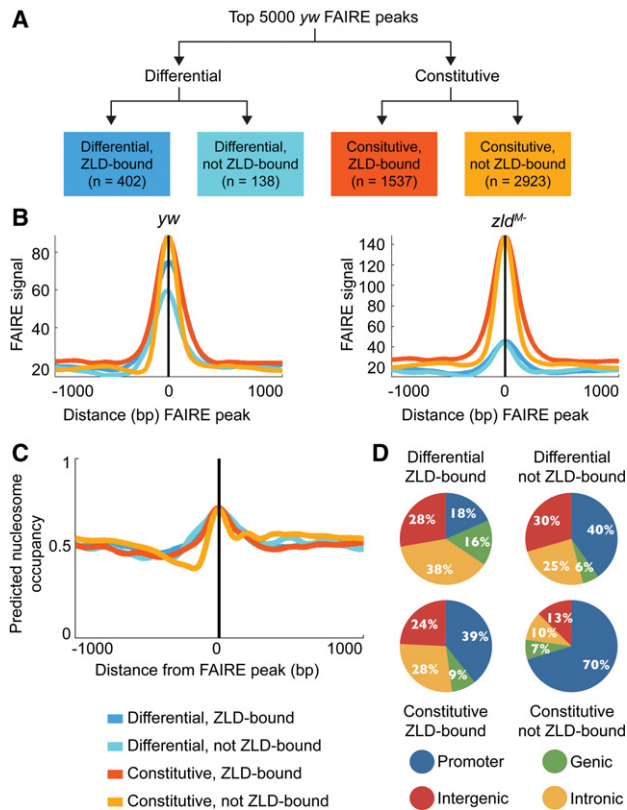 A
Top 5000 yw FAIRE peaks
Differential
Constitutive
Differential,
ZLD-bound
(n = 402)
Differential,
not ZLD-bound
(n = 138)
Consitutive,
ZLD-bound
(n = 1537)
Consitutive,
not ZLD-bound
(n = 2923)
B
yw
FAIRE signal
80
60
40
20
-1000
0
1000
Distance (bp) FAIRE peak
zldM-
FAIRE signal
140
120
100
80
60
40
20
-1000
0
1000
Distance (bp) FAIRE peak
C
Predicted nucleosome
occupancy
1
0.5
0
-1000
0
1000
Distance from FAIRE peak (bp)
Differential, ZLD-bound
Differential, not ZLD-bound
Constitutive, ZLD-bound
Constitutive, not ZLD-bound
D
Differential
ZLD-bound
28%
18%
16%
38%
Differential
not ZLD-bound
30%
40%
25%
6%
24%
39%
28%
9%
Constitutive
ZLD-bound
13%
10%
7%
70%
Constitutive
not ZLD-bound
Promoter
Genic
Intergenic
Intronic